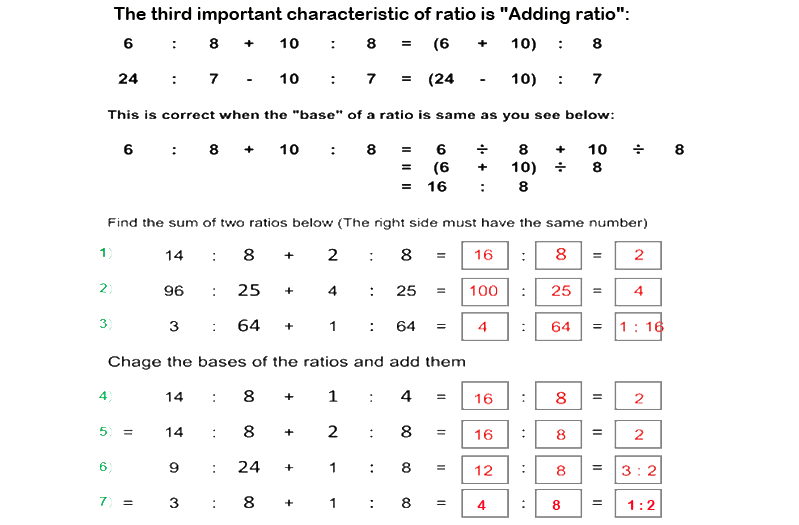 The third important characteristic of ratio is "Adding ratio":
6 : 8 + 10 : 8 = (6 + 10) : 8
24 : 7 - 10 : 7 = (24 - 10) : 7
This is correct when the "base" of a ratio is same as you see below:
6 : 8 + 10 : 8 = 6 ÷ 8 + 10 ÷ 8
= (6 + 10) ÷ 8
= 16 : 8
Find the sum of two ratios below (The right side must have the same number)
1) 14 : 8 + 2 : 8 = 16 : 8 = 2
2) 96 : 25 + 4 : 25 = 100 : 25 = 4
3) 3 : 64 + 1 : 64 = 4 : 64 = 1 : 16
Chage the bases of the ratios and add them
4) 14 : 8 + 1 : 4 = 16 : 8 = 2
5) = 14 : 8 + 2 : 8 = 16 : 8 = 2
6) 9 : 24 + 1 : 8 = 12 : 8 = 3 : 2
7) = 3 : 8 + 1 : 8 = 4 : 8 = 1 : 2